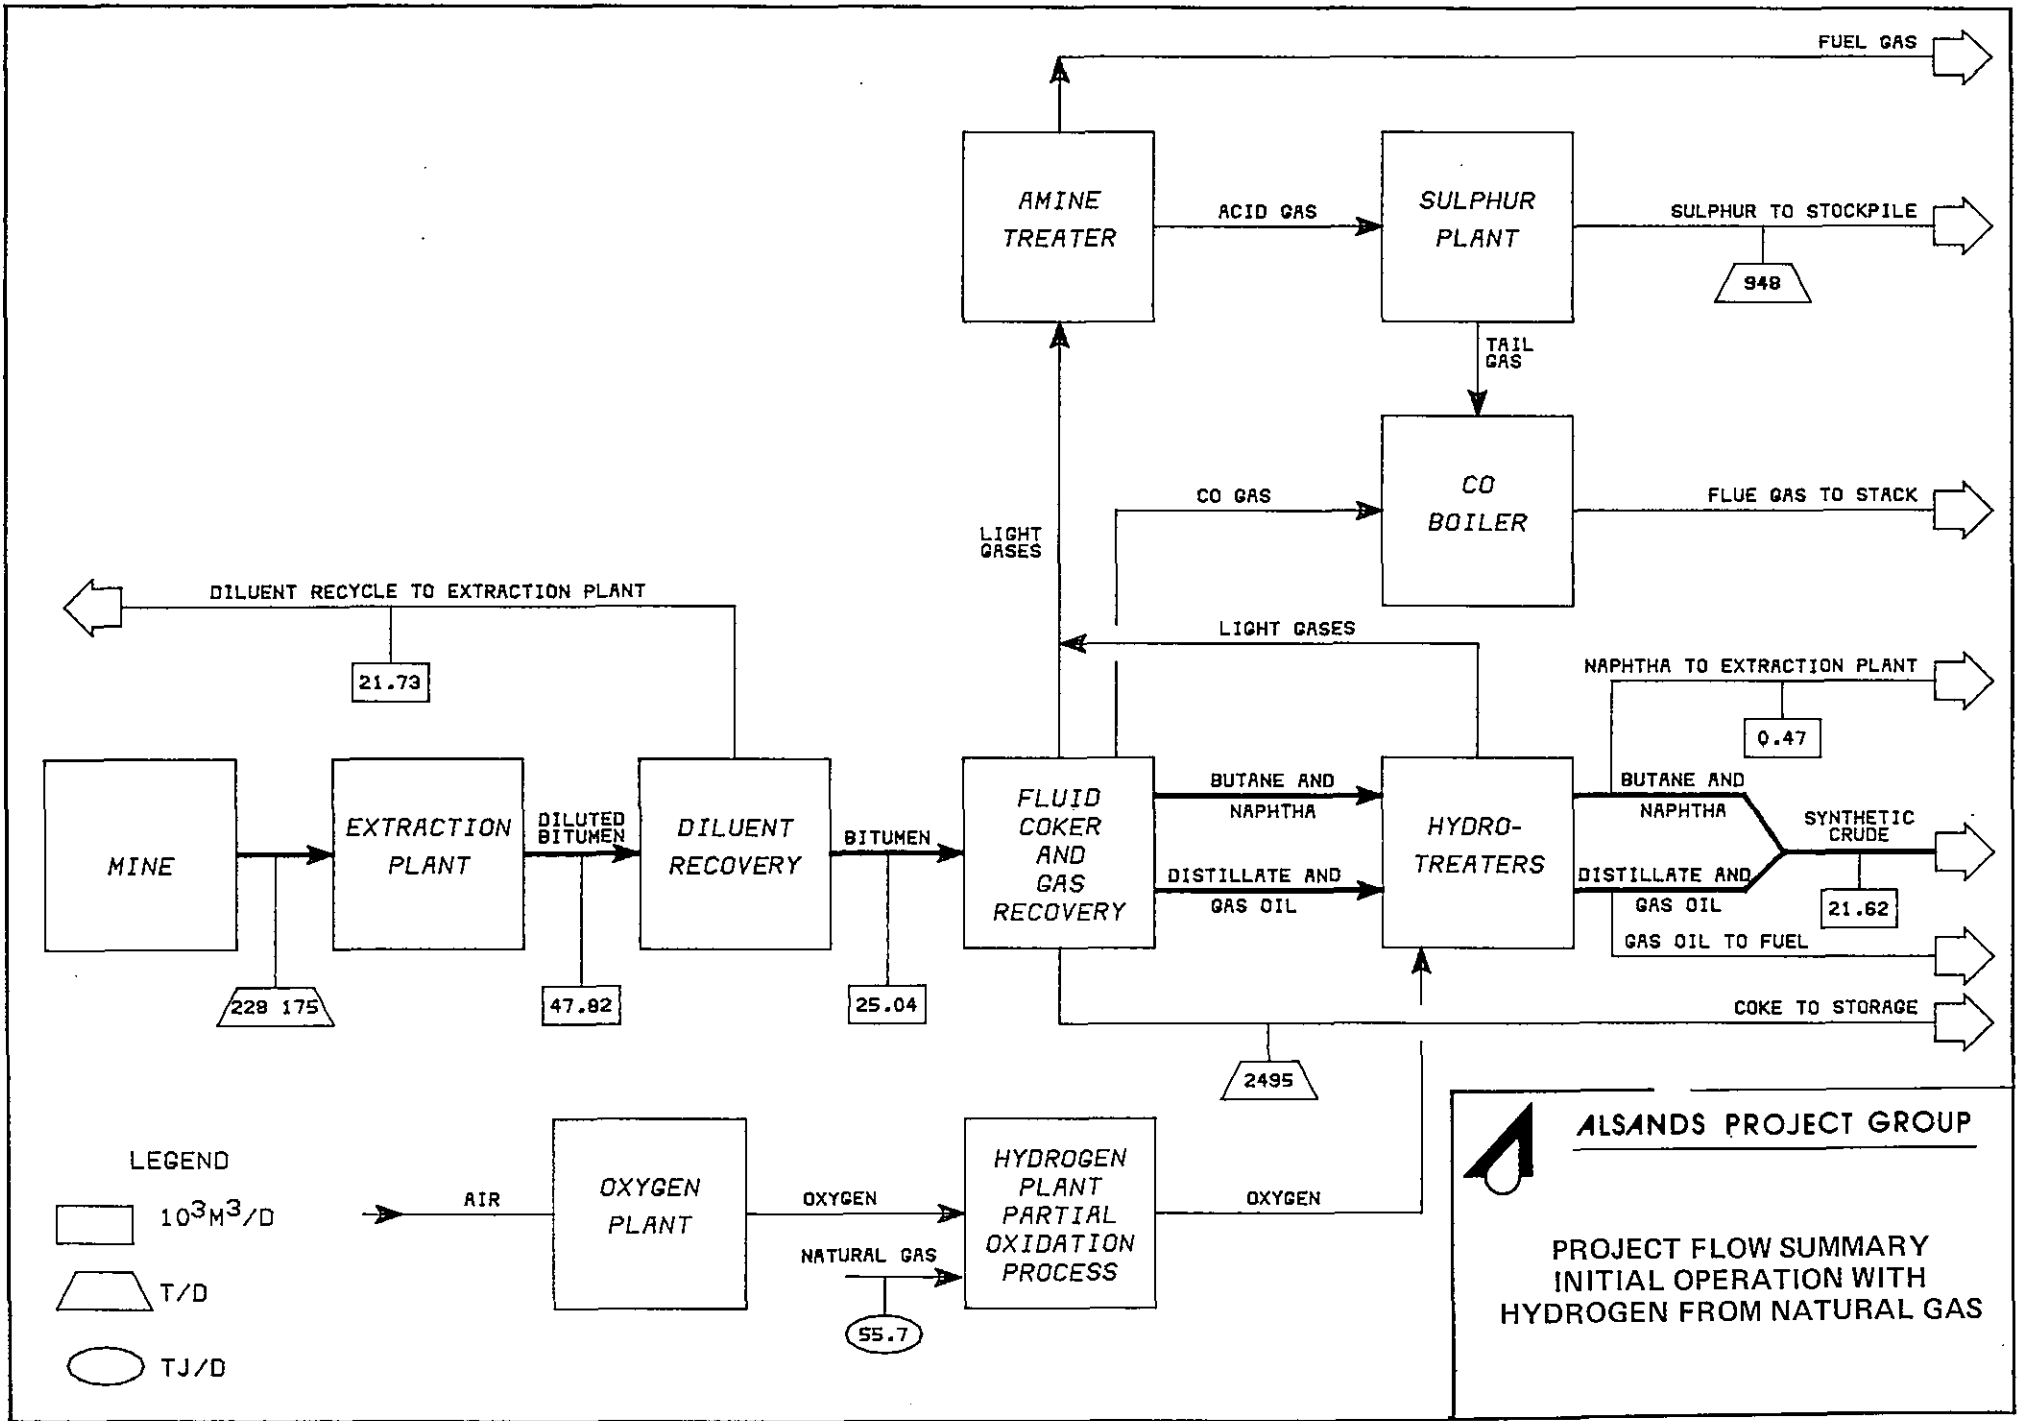 FUEL GAS
AMINE
TREATER
ACID GAS
SULPHUR
PLANT
SULPHUR TO STOCKPILE
948
TAIL
GAS
LIGHT
GASES
CO GAS
CO
BOILER
FLUE GAS TO STACK
DILUENT RECYCLE TO EXTRACTION PLANT
21.73
LIGHT GASES
NAPHTHA TO EXTRACTION PLANT
0.47
MINE
228 175
EXTRACTION
PLANT
DILUTED
BITUMEN
47.82
DILUENT
RECOVERY
BITUMEN
25.04
FLUID
COKER
AND
GAS
RECOVERY
BUTANE AND
NAPHTHA
DISTILLATE AND
GAS OIL
HYDRO-
TREATERS
BUTANE AND
NAPHTHA
DISTILLATE AND
GAS OIL
SYNTHETIC
CRUDE
21.62
GAS OIL TO FUEL
COKE TO STORAGE
2495
LEGEND
10³M³/D
T/D
TJ/D
AIR
OXYGEN
PLANT
OXYGEN
NATURAL GAS
55.7
HYDROGEN
PLANT
PARTIAL
OXIDATION
PROCESS
OXYGEN
ALSANDS PROJECT GROUP
PROJECT FLOW SUMMARY
INITIAL OPERATION WITH
HYDROGEN FROM NATURAL GAS